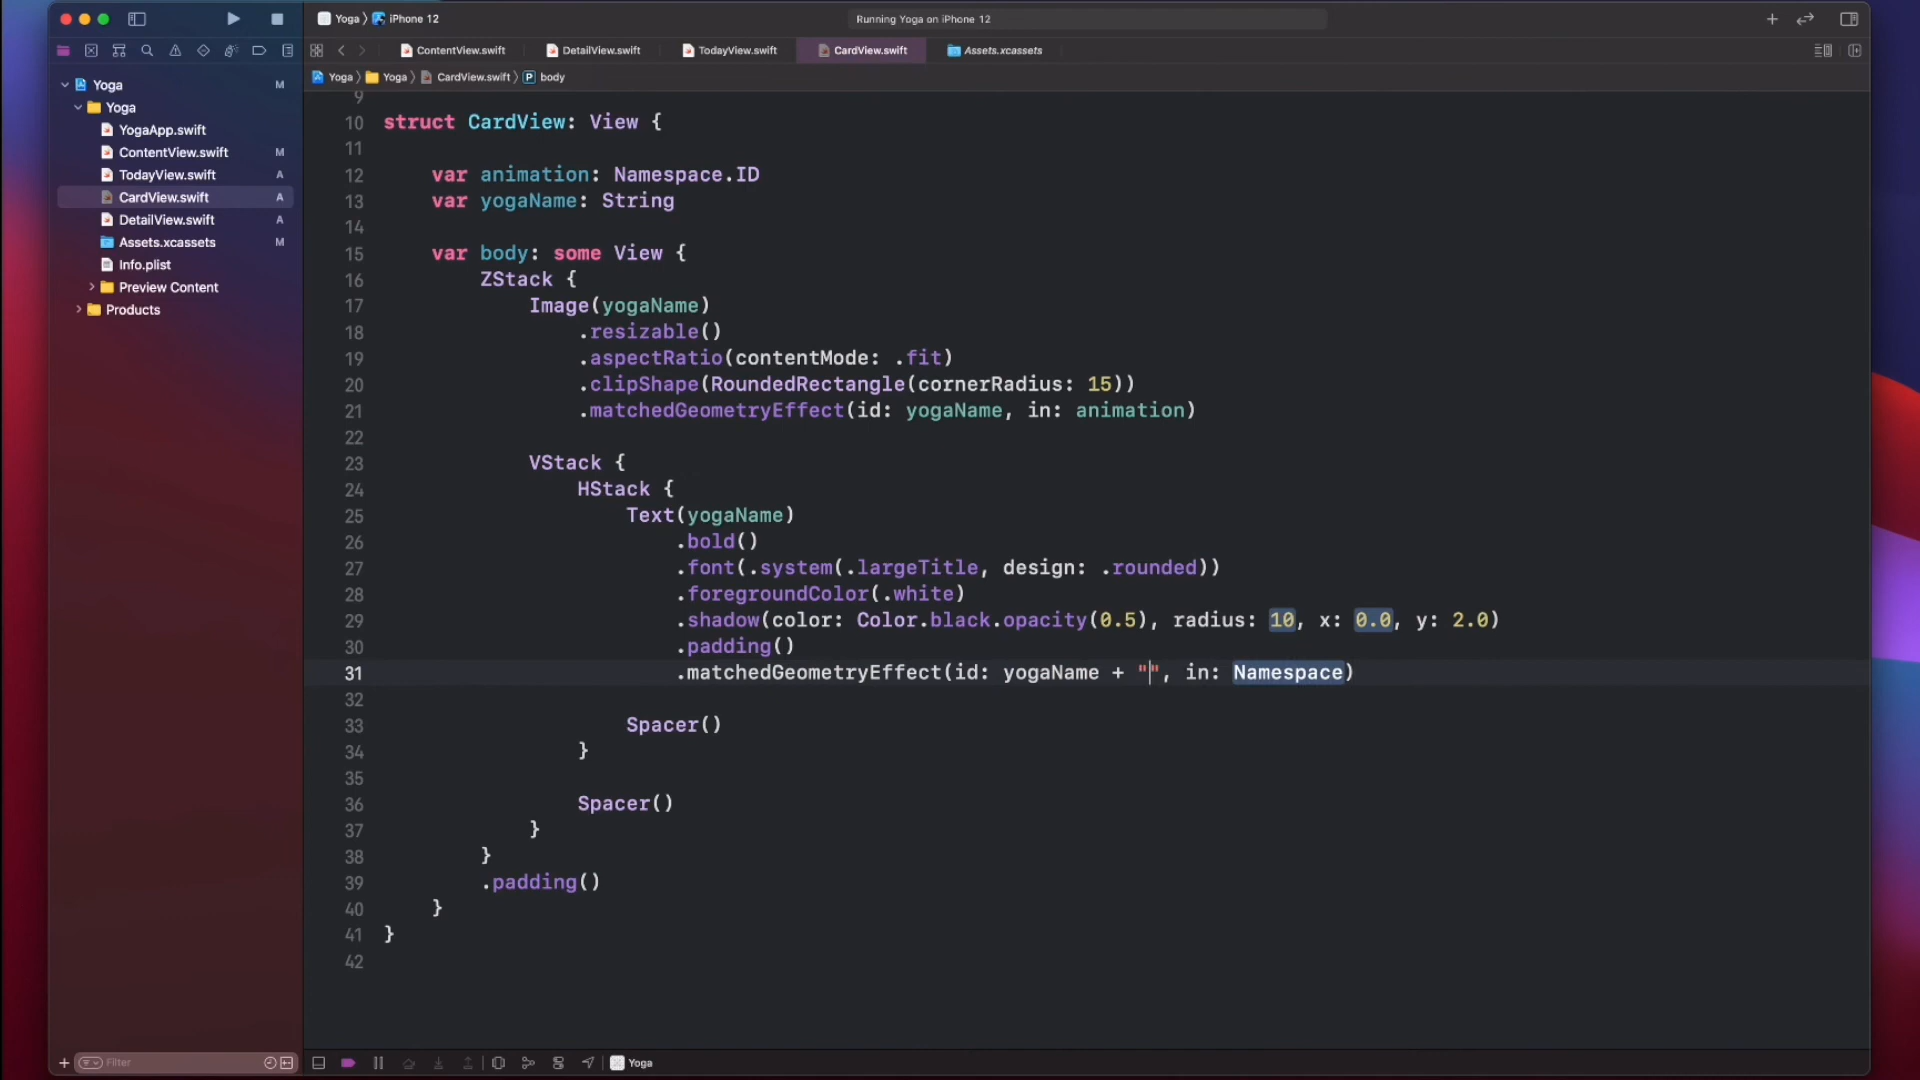 Yoga 〉 iPhone 12
Running Yoga on iPhone 12
ContentView.swift
DetailView.swift
TodayView.swift
CardView.swift
Assets.xcassets
Yoga 〉 Yoga 〉 CardView.swift 〉 P body
Yoga M
Yoga
YogaApp.swift
ContentView.swift M
TodayView.swift A
CardView.swift A
DetailView.swift A
Assets.xcassets M
Info.plist
Preview Content
Products
9
10 struct CardView: View {
11
12 var animation: Namespace.ID
13 var yogaName: String
14
15 var body: some View {
16 ZStack {
17 Image(yogaName)
18 .resizable()
19 .aspectRatio(contentMode: .fit)
20 .clipShape(RoundedRectangle(cornerRadius: 15))
21 .matchedGeometryEffect(id: yogaName, in: animation)
22
23 VStack {
24 HStack {
25 Text(yogaName)
26 .bold()
27 .font(.system(.largeTitle, design: .rounded))
28 .foregroundColor(.white)
29 .shadow(color: Color.black.opacity(0.5), radius: 10, x: 0.0, y: 2.0)
30 .padding()
31 .matchedGeometryEffect(id: yogaName + "", in: Namespace)
32
33 Spacer()
34 }
35
36 Spacer()
37 }
38 }
39 .padding()
40 }
41 }
42
Filter
Yoga